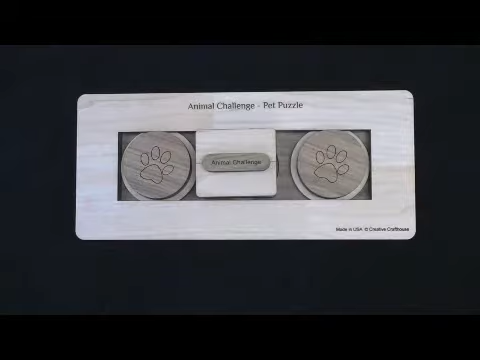 Animal Challenge - Pet Puzzle
Animal Challenge
Made in USA © Creative Crafthouse